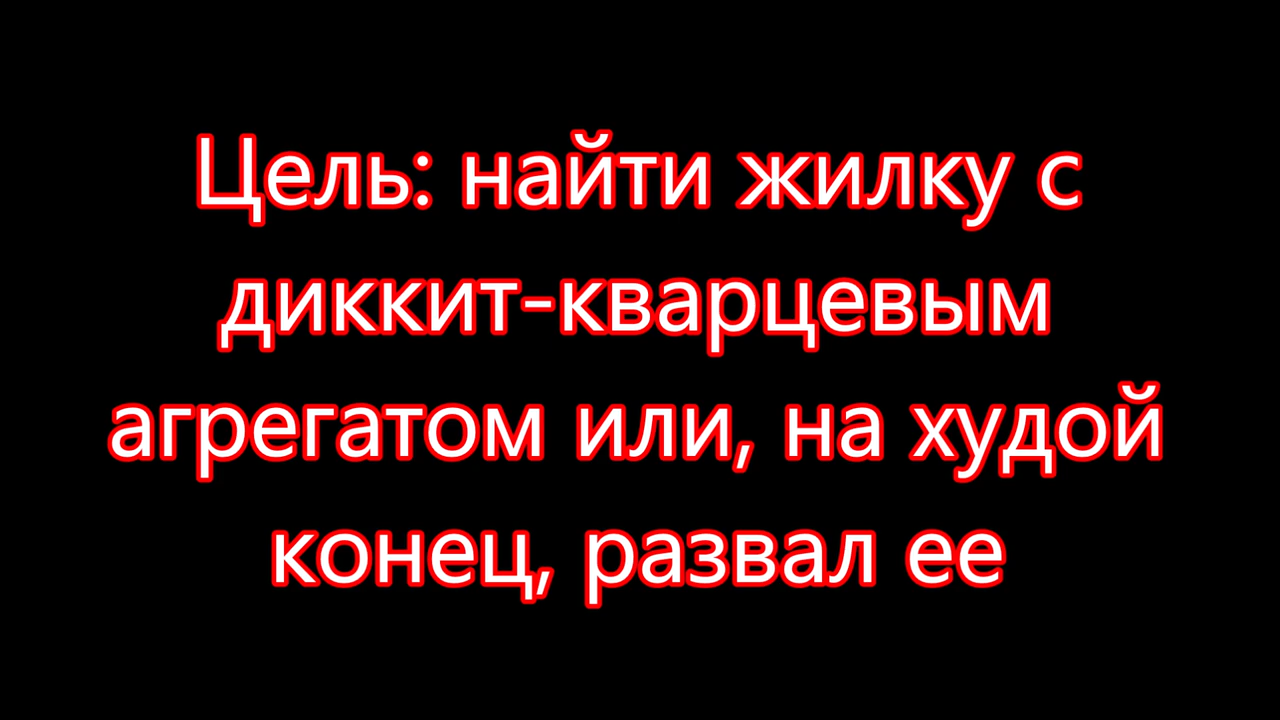 Цель: найти жилку с
диккит-кварцевым
агрегатом или, на худой
конец, развал ее